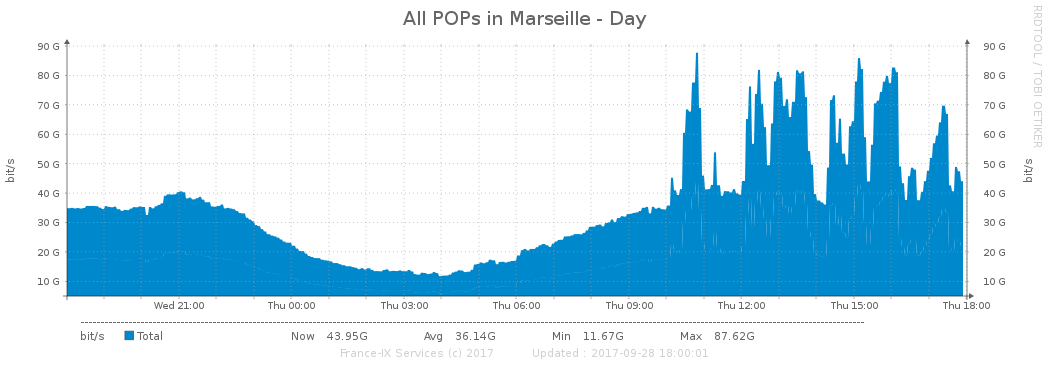 All POPs in Marseille - Day
RRDTOOL / TOBI OETIKER
90 G 90 G
80 G 80 G
70 G 70 G
60 G 60 G
50 G 50 G
40 G 40 G
30 G 30 G
20 G 20 G
10 G 10 G
bit/s
bit/s
Wed 21:00 Thu 00:00 Thu 03:00 Thu 06:00 Thu 09:00 Thu 12:00 Thu 15:00 Thu 18:00
bit/s Total Now 43.95G Avg 36.14G Min 11.67G Max 87.62G
France-IX Services (c) 2017 Updated : 2017-09-28 18:00:01